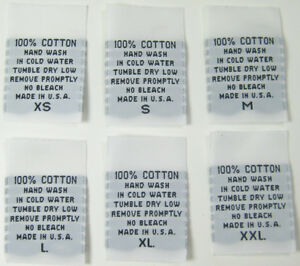 100% COTTON
HAND WASH
IN COLD WATER
TUMBLE DRY LOW
REMOVE PROMPTLY
NO BLEACH
MADE IN U.S.A.
XS
100% COTTON
HAND WASH
IN COLD WATER
TUMBLE DRY LOW
REMOVE PROMPTLY
NO BLEACH
MADE IN U.S.A.
S
100% COTTON
HAND WASH
IN COLD WATER
TUMBLE DRY LOW
REMOVE PROMPTLY
NO BLEACH
MADE IN U.S.A.
M
100% COTTON
HAND WASH
IN COLD WATER
TUMBLE DRY LOW
REMOVE PROMPTLY
NO BLEACH
MADE IN U.S.A.
L
100% COTTON
HAND WASH
IN COLD WATER
TUMBLE DRY LOW
REMOVE PROMPTLY
NO BLEACH
MADE IN U.S.A.
XL
100% COTTON
HAND WASH
IN COLD WATER
TUMBLE DRY LOW
REMOVE PROMPTLY
NO BLEACH
MADE IN U.S.A.
XXL